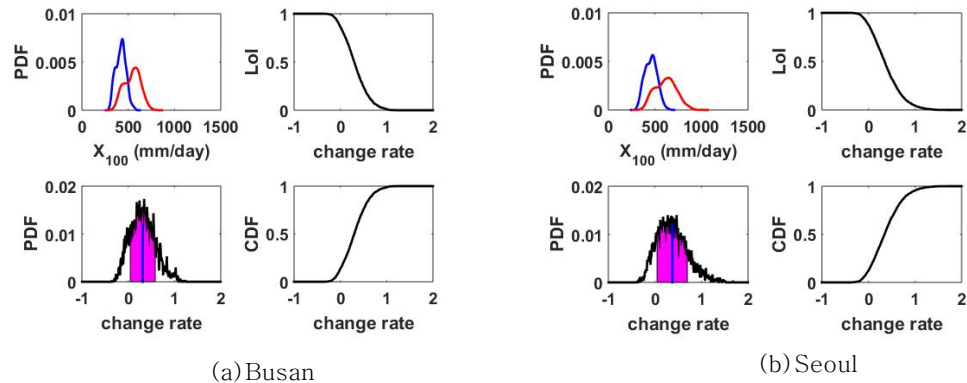 0.01
0.005
0
PDF
0 500 1000 1500
X_100 (mm/day)
1
0.5
0
LoI
-1 0 1 2
change rate
0.02
0.01
0
PDF
-1 0 1 2
change rate
1
0.5
0
CDF
-1 0 1 2
change rate
(a)Busan
0.01
0.005
0
PDF
0 500 1000 1500
X_100 (mm/day)
1
0.5
0
LoI
-1 0 1 2
change rate
0.02
0.01
0
PDF
-1 0 1 2
change rate
1
0.5
0
CDF
-1 0 1 2
change rate
(b)Seoul